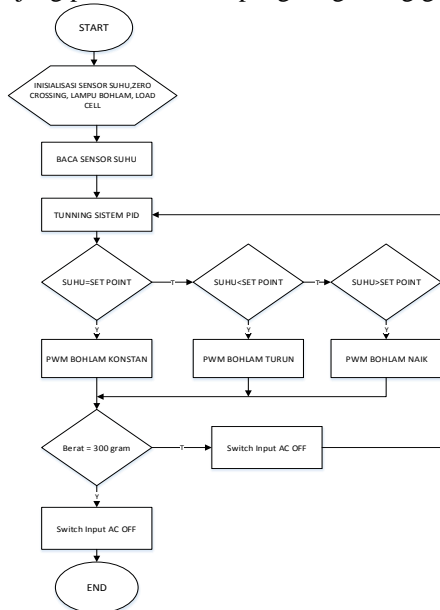 START
INISIALISASI SENSOR SUHU,ZERO
CROSSING, LAMPU BOHLAM, LOAD
CELL
BACA SENSOR SUHU
TUNNING SISTEM PID
SUHU=SET POINT
T
SUHU<SET POINT
T
SUHU>SET POINT
Y
Y
Y
PWM BOHLAM KONSTAN
PWM BOHLAM TURUN
PWM BOHLAM NAIK
Berat = 300 gram
T
Switch Input AC OFF
Y
Switch Input AC OFF
END